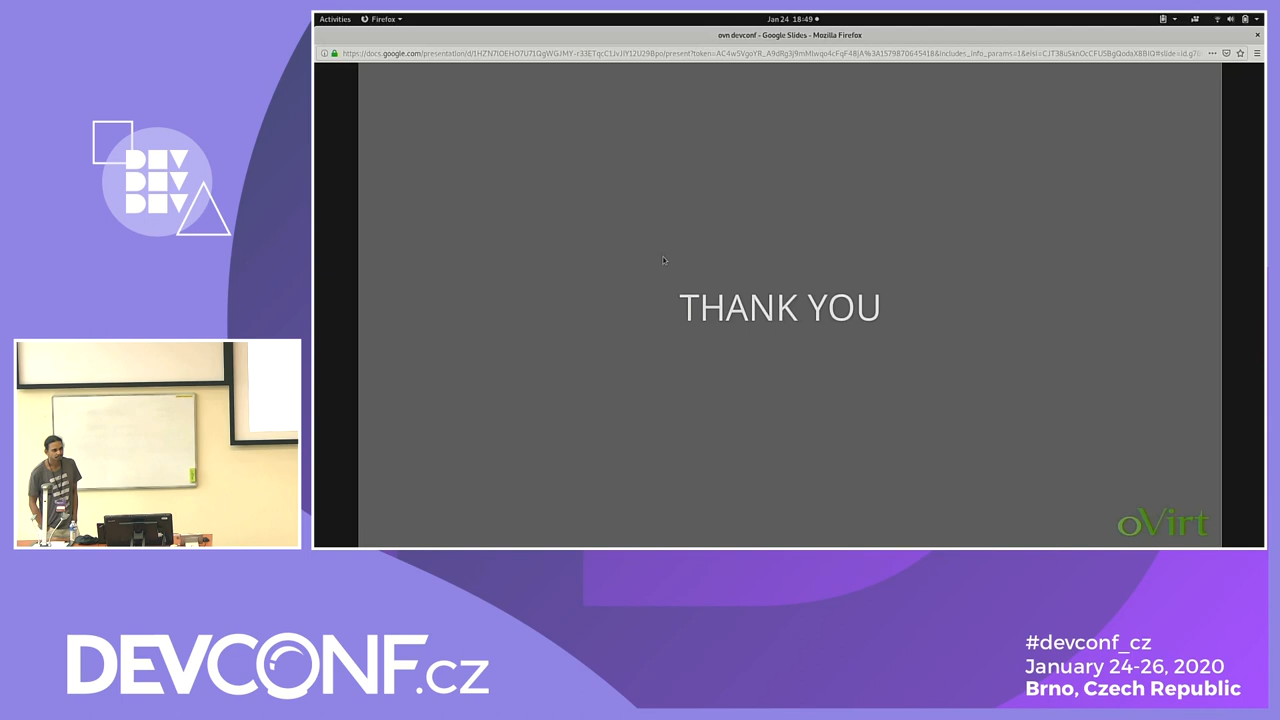 Activities
Firefox
Jan 24 18:49
ovn devconf - Google Slides - Mozilla Firefox
THANK YOU
oVirt
DEV
DEV
DEV
DEVCONF.cz
#devconf_cz
January 24-26, 2020
Brno, Czech Republic